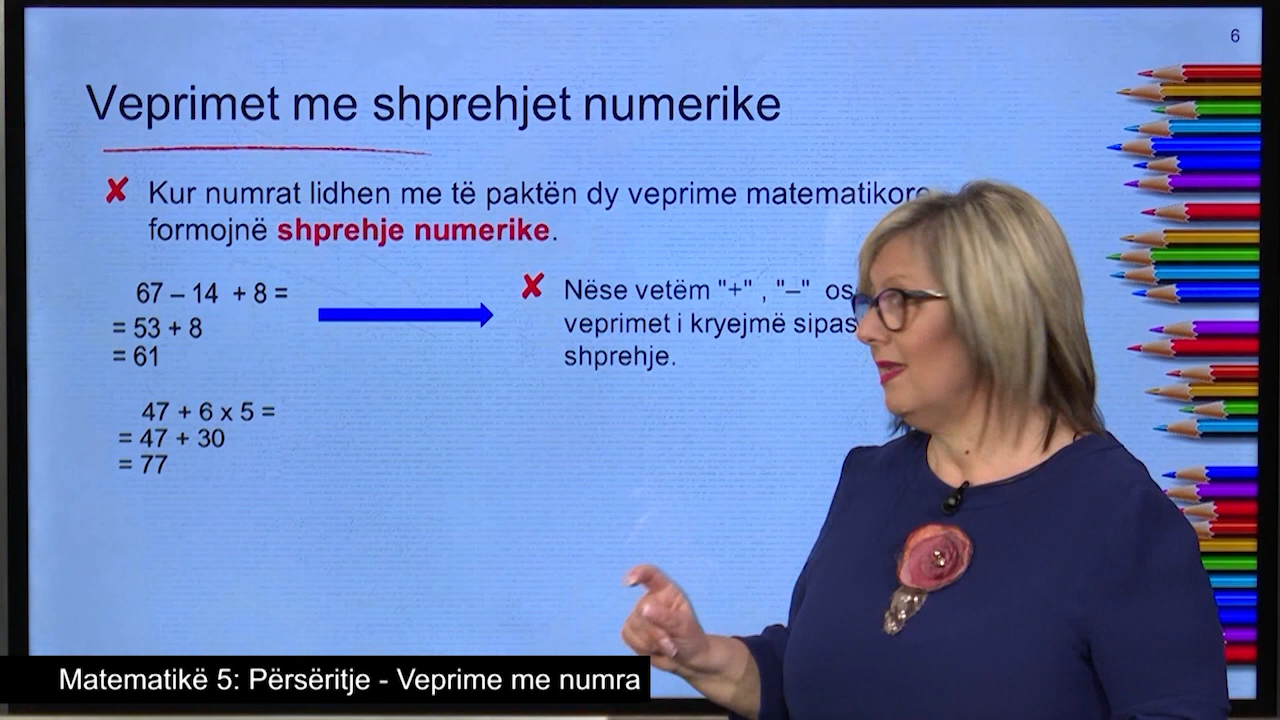 6
Veprimet me shprehjet numerike
✘ Kur numrat lidhen me të paktën dy veprime
formojnë shprehje numerike.
67 – 14 + 8 =
= 53 + 8
= 61
✘ Nëse vetëm "+" , "–"
veprimet i kryejmë sipas
shprehje.
47 + 6 x 5 =
= 47 + 30
= 77
Matematikë 5: Përsëritje - Veprime me numra